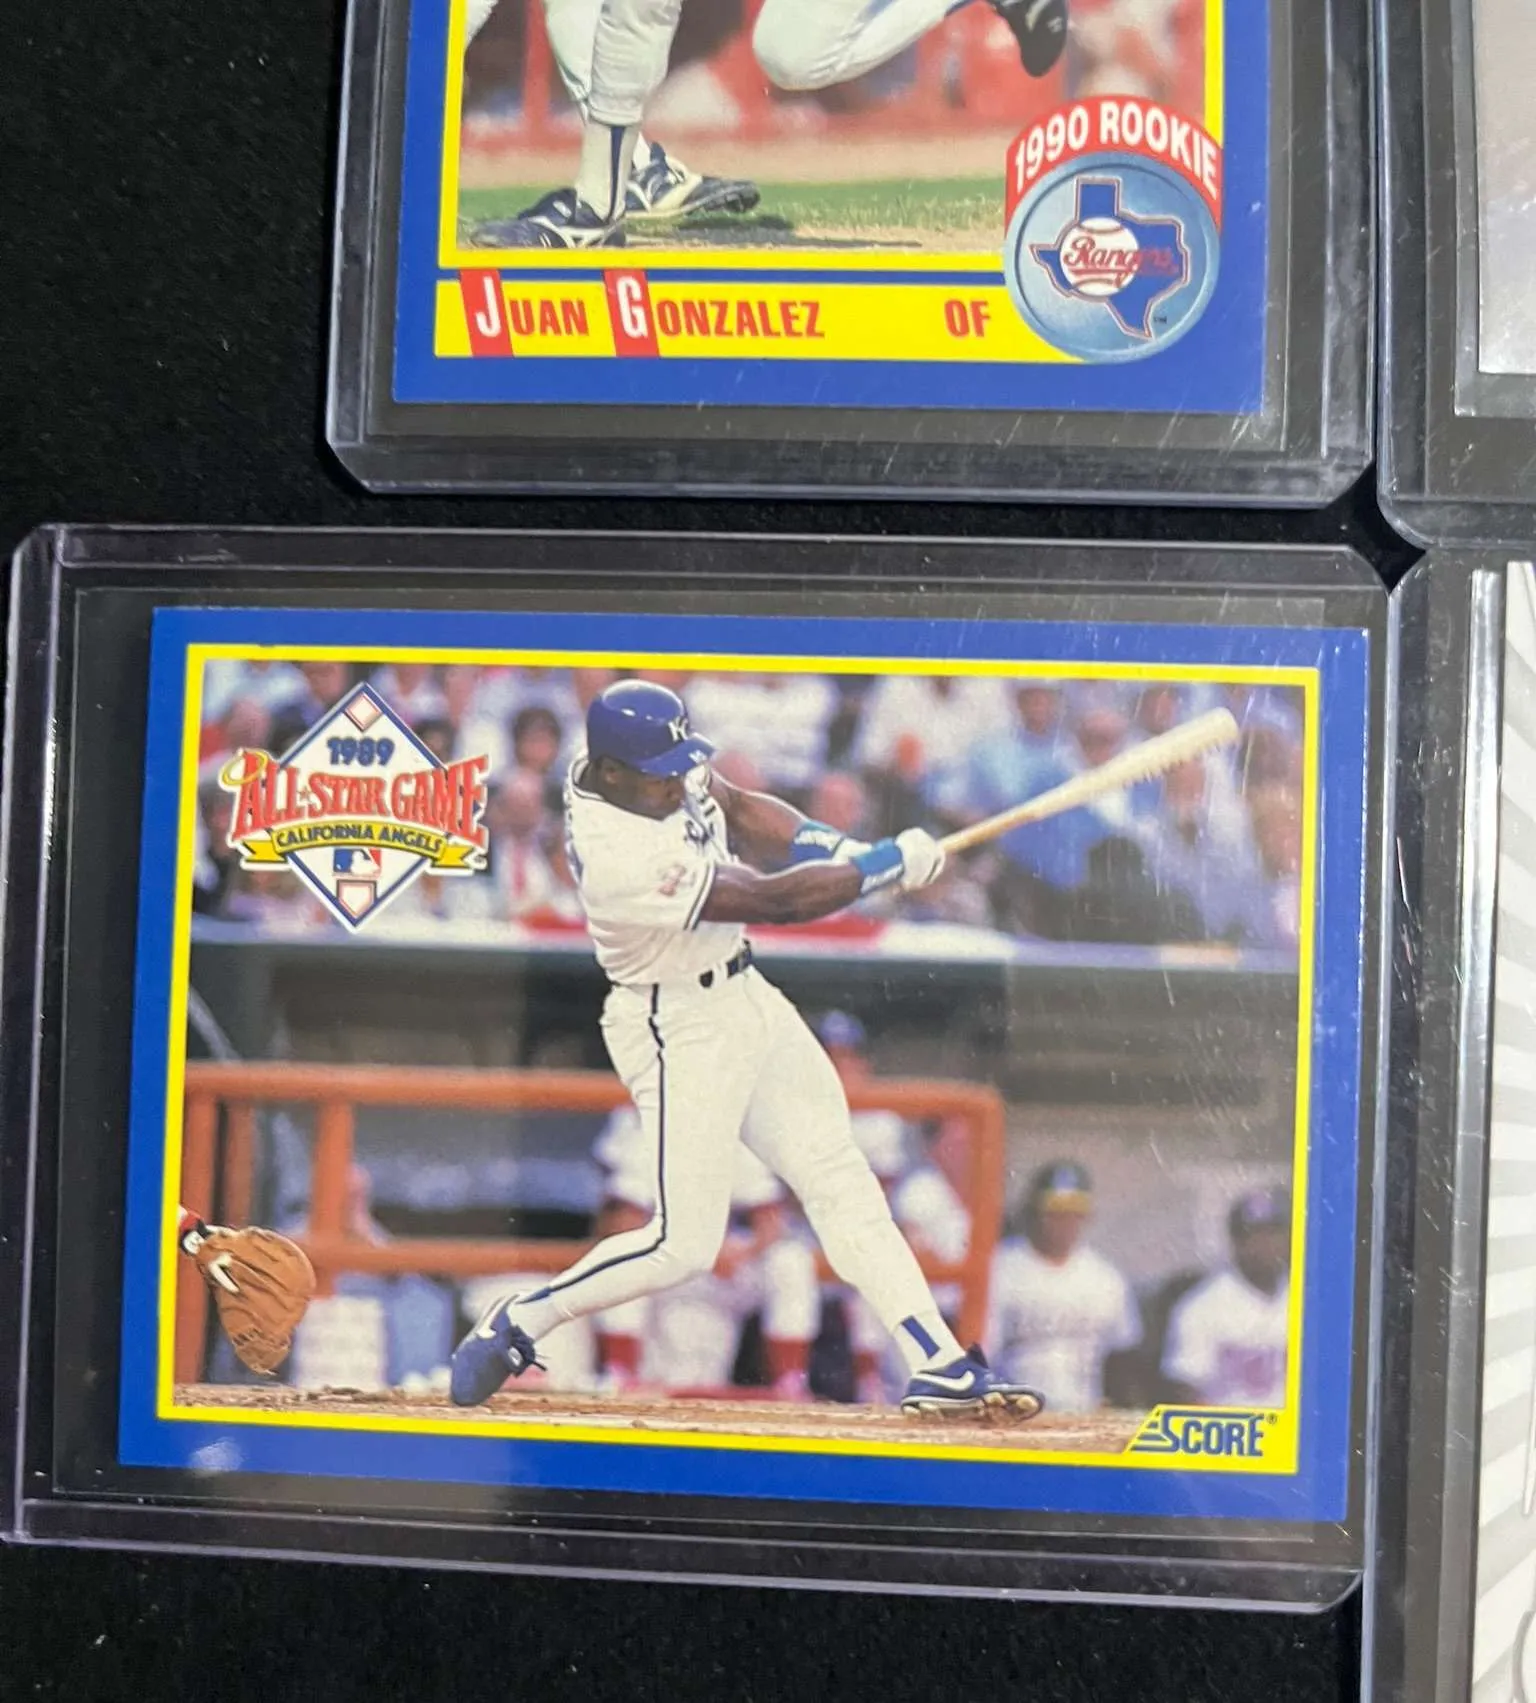 1990 ROOKIE
Rangers
JUAN GONZALEZ OF
1989
ALL★STAR GAME
CALIFORNIA ANGELS
KC
SCORE®